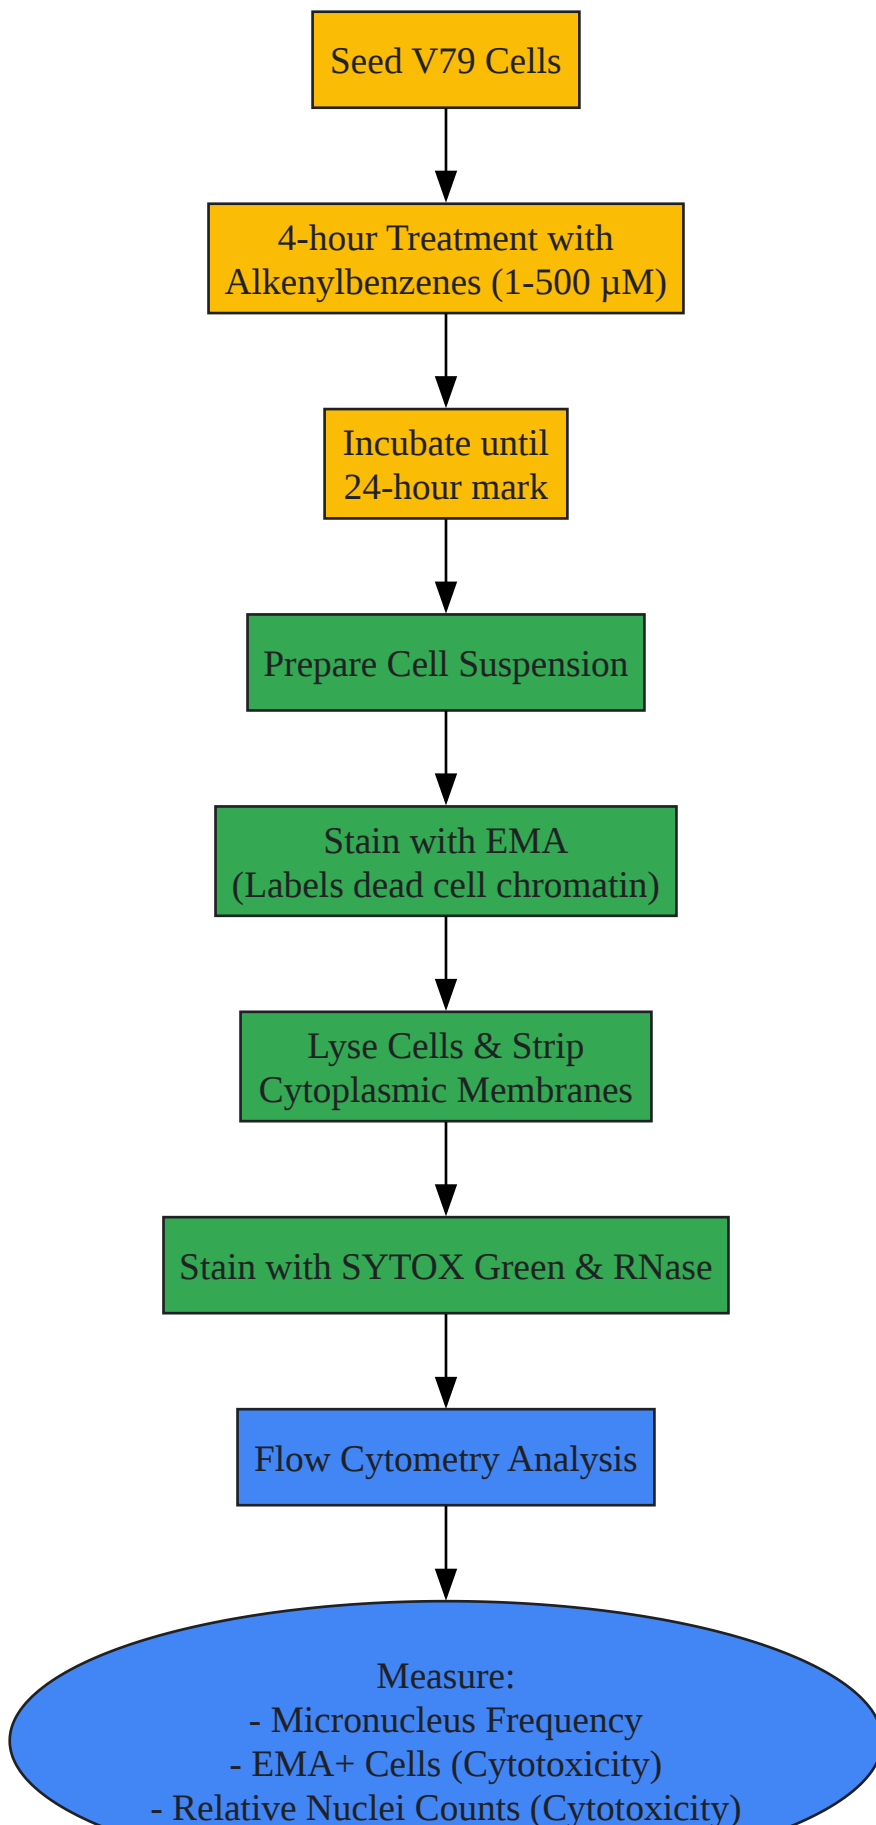 Seed V79 Cells
4-hour Treatment with
Alkenylbenzenes (1-500 µM)
Incubate until
24-hour mark
Prepare Cell Suspension
Stain with EMA
(Labels dead cell chromatin)
Lyse Cells & Strip
Cytoplasmic Membranes
Stain with SYTOX Green & RNase
Flow Cytometry Analysis
Measure:
- Micronucleus Frequency
- EMA+ Cells (Cytotoxicity)
- Relative Nuclei Counts (Cytotoxicity)